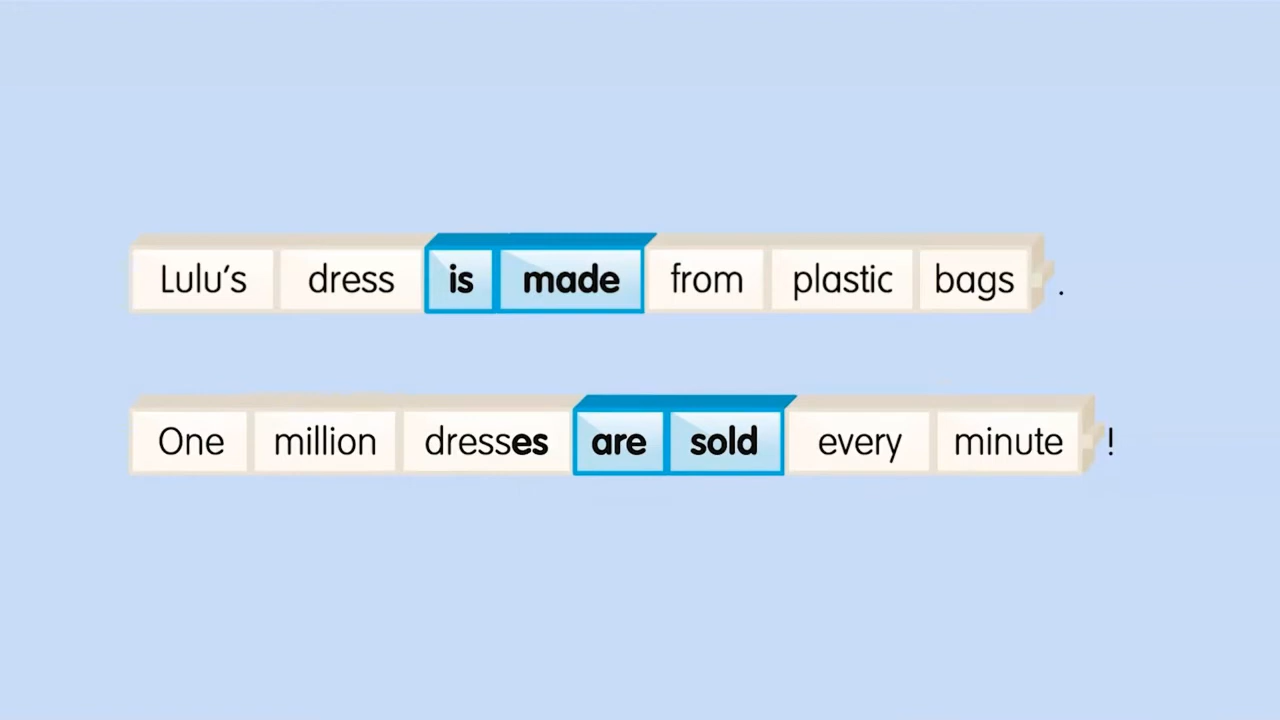 Lulu's dress is made from plastic bags.
One million dresses are sold every minute!